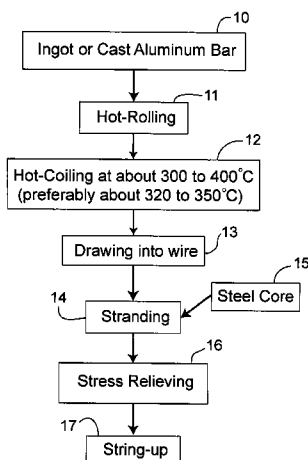 10
Ingot or Cast Aluminum Bar
11
Hot-Rolling
12
Hot-Coiling at about 300 to 400°C
(preferably about 320 to 350°C)
13
Drawing into wire
15
14
Stranding
Steel Core
16
Stress Relieving
17
String-up